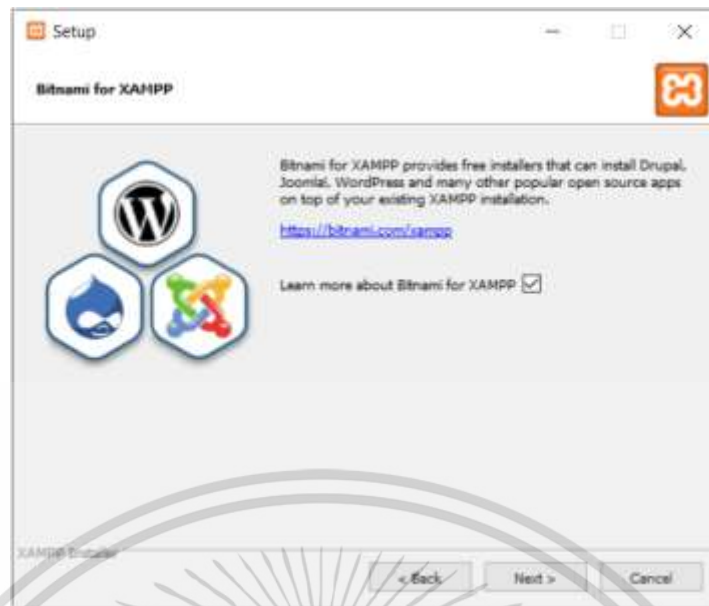 Setup
Bitnami for XAMPP
Bitnami for XAMPP provides free installers that can install Drupal,
Joomla!, WordPress and many other popular open source apps
on top of your existing XAMPP installation.
https://bitnami.com/xampp
Learn more about Bitnami for XAMPP
XAMPP Installer
< Back
Next >
Cancel